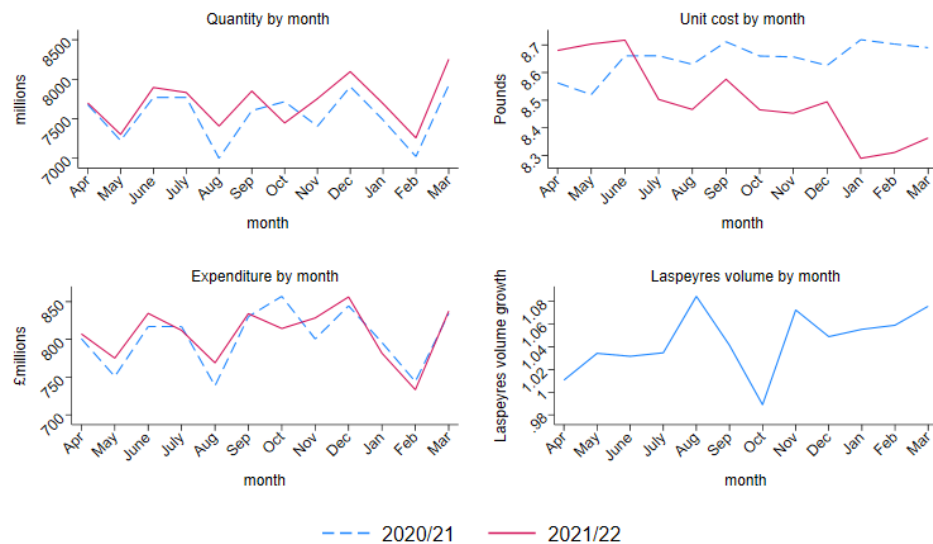 Quantity by month
millions
8500
8000
7500
7000
Apr May June July Aug Sep Oct Nov Dec Jan Feb Mar
month
Unit cost by month
Pounds
8.7
8.6
8.5
8.4
8.3
Apr May June July Aug Sep Oct Nov Dec Jan Feb Mar
month
Expenditure by month
£millions
850
800
750
700
Apr May June July Aug Sep Oct Nov Dec Jan Feb Mar
month
Laspeyres volume by month
Laspeyres volume growth
1.08
1.06
1.04
1.02
1
.98
Apr May June July Aug Sep Oct Nov Dec Jan Feb Mar
month
2020/21 2021/22